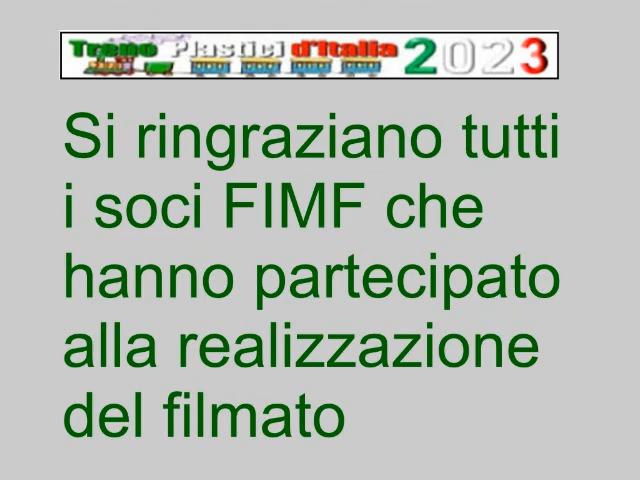 Treno Plastici d'Italia 2023
Si ringraziano tutti
i soci FIMF che
hanno partecipato
alla realizzazione
del filmato